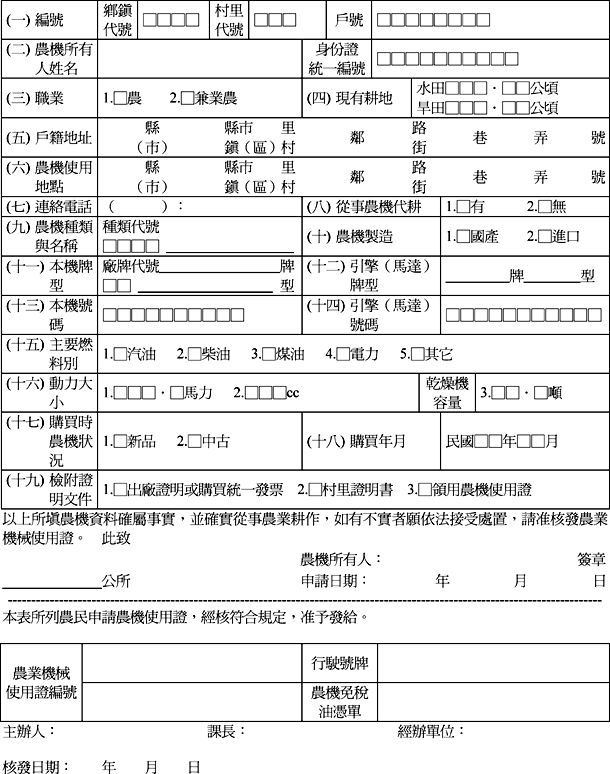 (一) 編號 鄉鎮代號 □□□□ 村里代號 □□□ 戶號 □□□□□□□□
(二) 農機所有人姓名 身份證統一編號 □□□□□□□□□□
(三) 職業 1.□農 2.□兼業農 (四) 現有耕地 水田□□□．□□公頃
旱田□□□．□□公頃
(五) 戶籍地址 縣（市） 縣市鎮（區） 里村 鄰 路街 巷 弄 號
(六) 農機使用地點 縣（市） 縣市鎮（區） 里村 鄰 路街 巷 弄 號
(七) 連絡電話 （ ）： (八) 從事農機代耕 1.□有 2.□無
(九) 農機種類與名稱 種類代號 □□□□ (十) 農機製造 1.□國產 2.□進口
(十一) 本機牌型 廠牌代號 牌 □□ 型 (十二) 引擎（馬達）牌型 牌 型
(十三) 本機號碼 □□□□□□□□□□ (十四) 引擎（馬達）號碼 □□□□□□□□□□□
(十五) 主要燃料別 1.□汽油 2.□柴油 3.□煤油 4.□電力 5.□其它
(十六) 動力大小 1.□□□．□馬力 2.□□□cc 乾燥機容量 3.□□．□噸
(十七) 購買時農機狀況 1.□新品 2.□中古 (十八) 購買年月 民國□□年□□月
(十九) 檢附證明文件 1.□出廠證明或購買統一發票 2.□村里證明書 3.□領用農機使用證
以上所填農機資料確屬事實，並確實從事農業耕作，如有不實者願依法接受處置，請准核發農業
機械使用證。 此致
農機所有人： 簽章
公所 申請日期： 年 月 日
本表所列農民申請農機使用證，經核符合規定，准予發給。
農業機械使用證編號 行駛號牌
農機免稅油憑單
主辦人： 課長： 經辦單位：
核發日期： 年 月 日